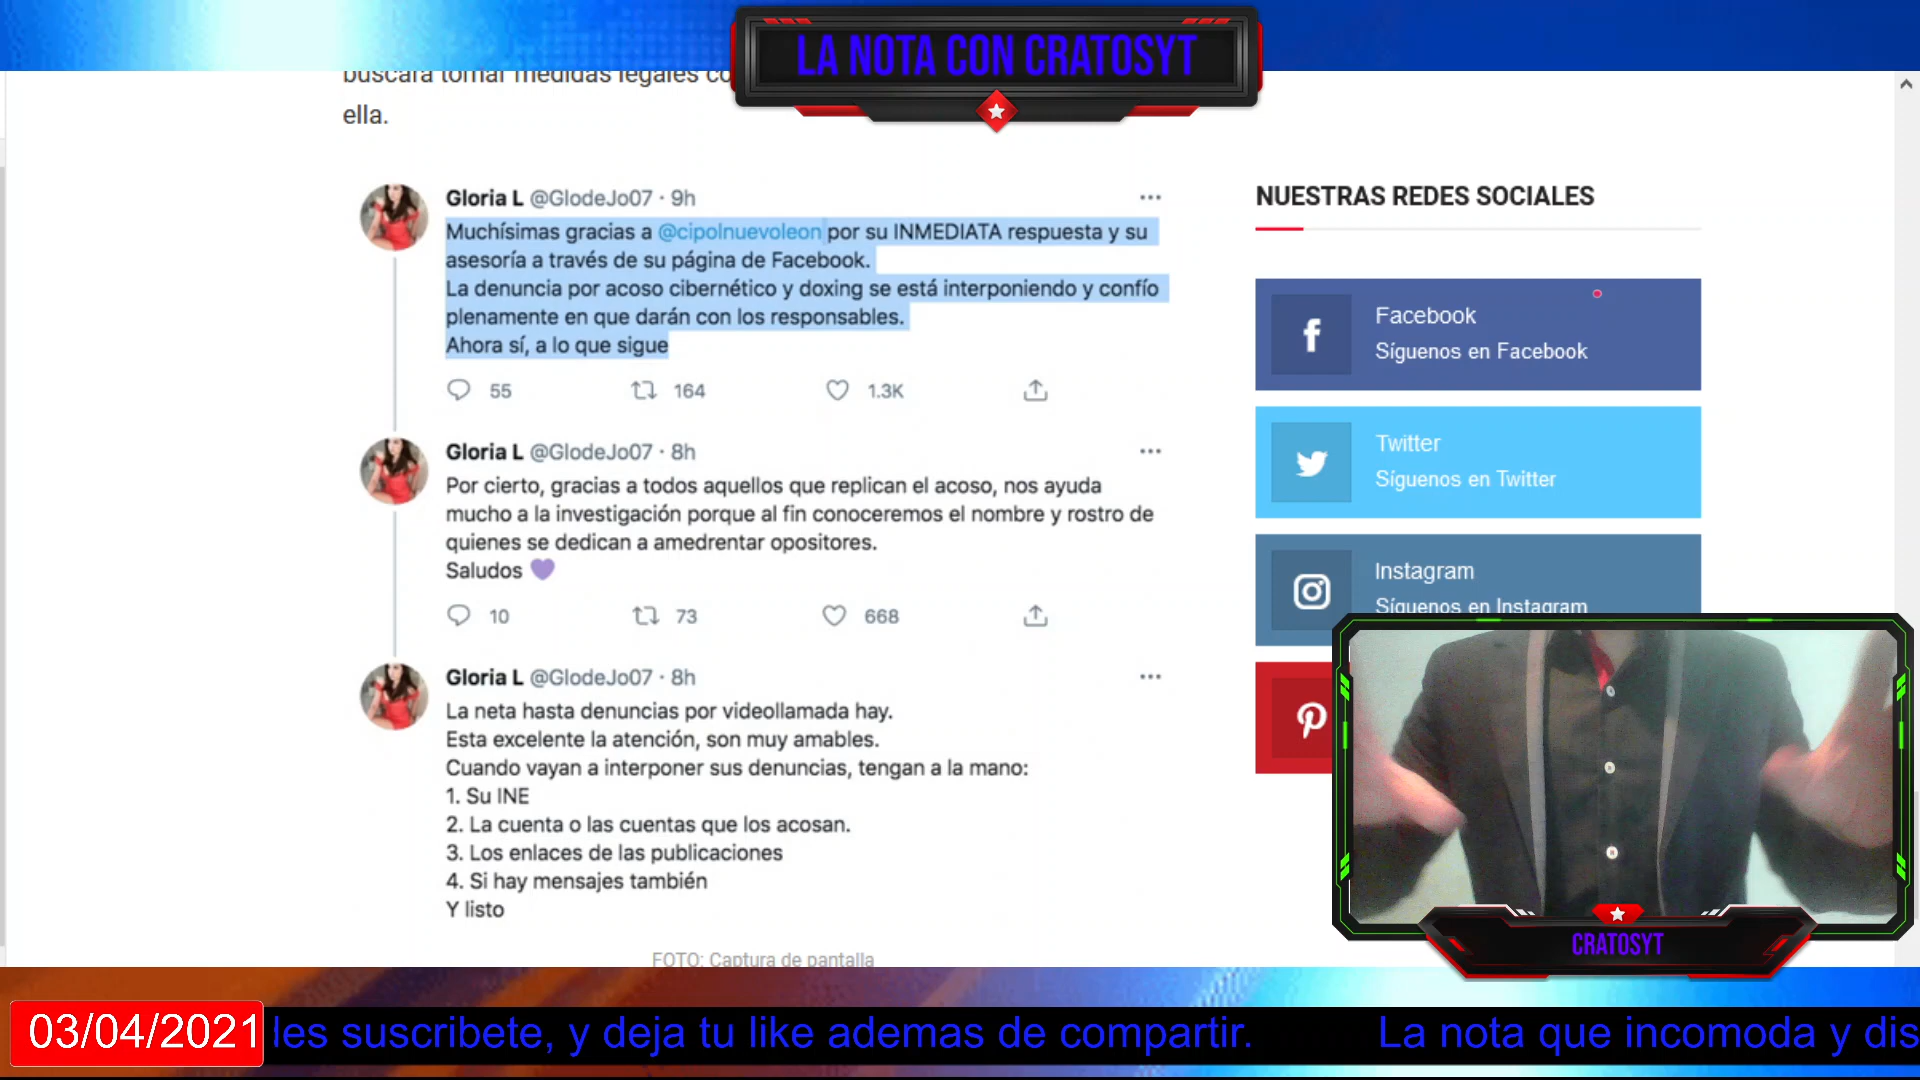 LA NOTA CON CRATOSYT
buscará tomar medidas legales co
ella.
Gloria L @GlodeJo07 · 9h
Muchísimas gracias a @cipolnuevoleon por su INMEDIATA respuesta y su
asesoría a través de su página de Facebook.
La denuncia por acoso cibernético y doxing se está interponiendo y confío
plenamente en que darán con los responsables.
Ahora sí, a lo que sigue
55 164 1.3K
Gloria L @GlodeJo07 · 8h
Por cierto, gracias a todos aquellos que replican el acoso, nos ayuda
mucho a la investigación porque al fin conoceremos el nombre y rostro de
quienes se dedican a amedrentar opositores.
Saludos 💜
10 73 668
Gloria L @GlodeJo07 · 8h
La neta hasta denuncias por videollamada hay.
Esta excelente la atención, son muy amables.
Cuando vayan a interponer sus denuncias, tengan a la mano:
1. Su INE
2. La cuenta o las cuentas que los acosan.
3. Los enlaces de las publicaciones
4. Si hay mensajes también
Y listo
FOTO: Captura de pantalla
NUESTRAS REDES SOCIALES
Facebook
Síguenos en Facebook
Twitter
Síguenos en Twitter
Instagram
Síguenos en Instagram
CRATOSYT
03/04/2021
des suscribete, y deja tu like ademas de compartir. La nota que incomoda y dis